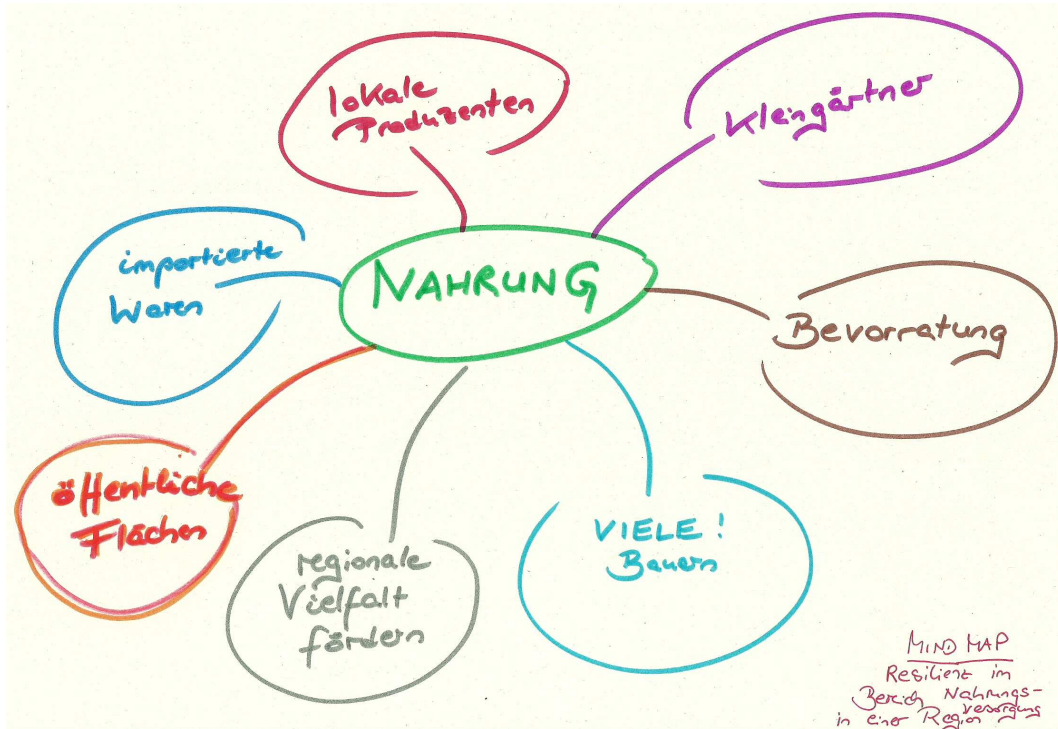 lokale
Produzenten
Kleingärtner
importierte
Waren
NAHRUNG
Bevorratung
öffentliche
Flächen
regionale
Vielfalt
fördern
VIELE !
Bauern
MIND MAP
Resilienz im
Bereich Nahrungs-
versorgung
in einer Region